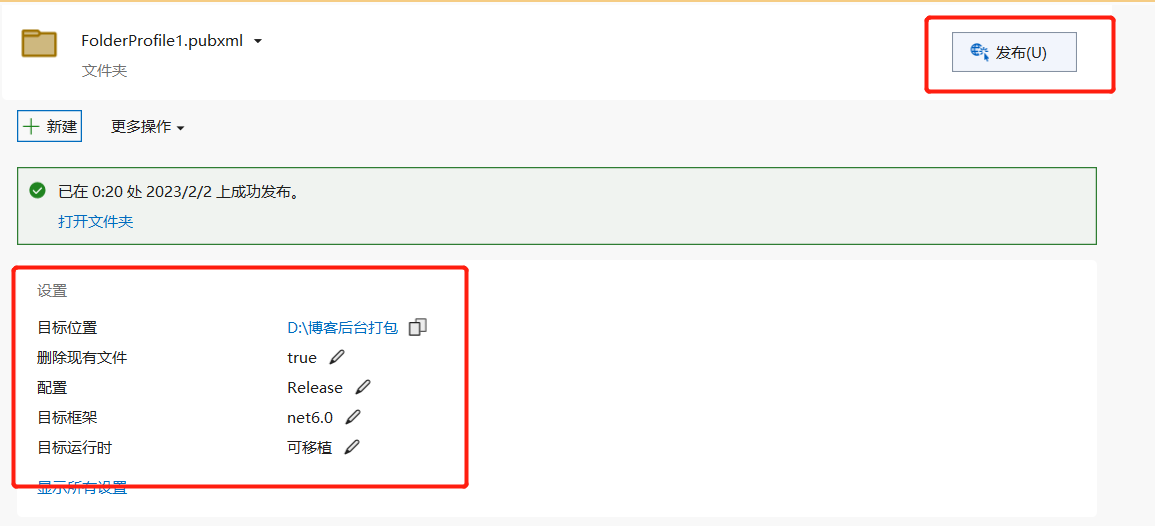 FolderProfile1.pubxml
发布(U)
文件夹
新建 更多操作
已在 0:20 处 2023/2/2 上成功发布。
打开文件夹
设置
目标位置 D:\博客后台打包
删除现有文件 true
配置 Release
目标框架 net6.0
目标运行时 可移植
显示所有设置